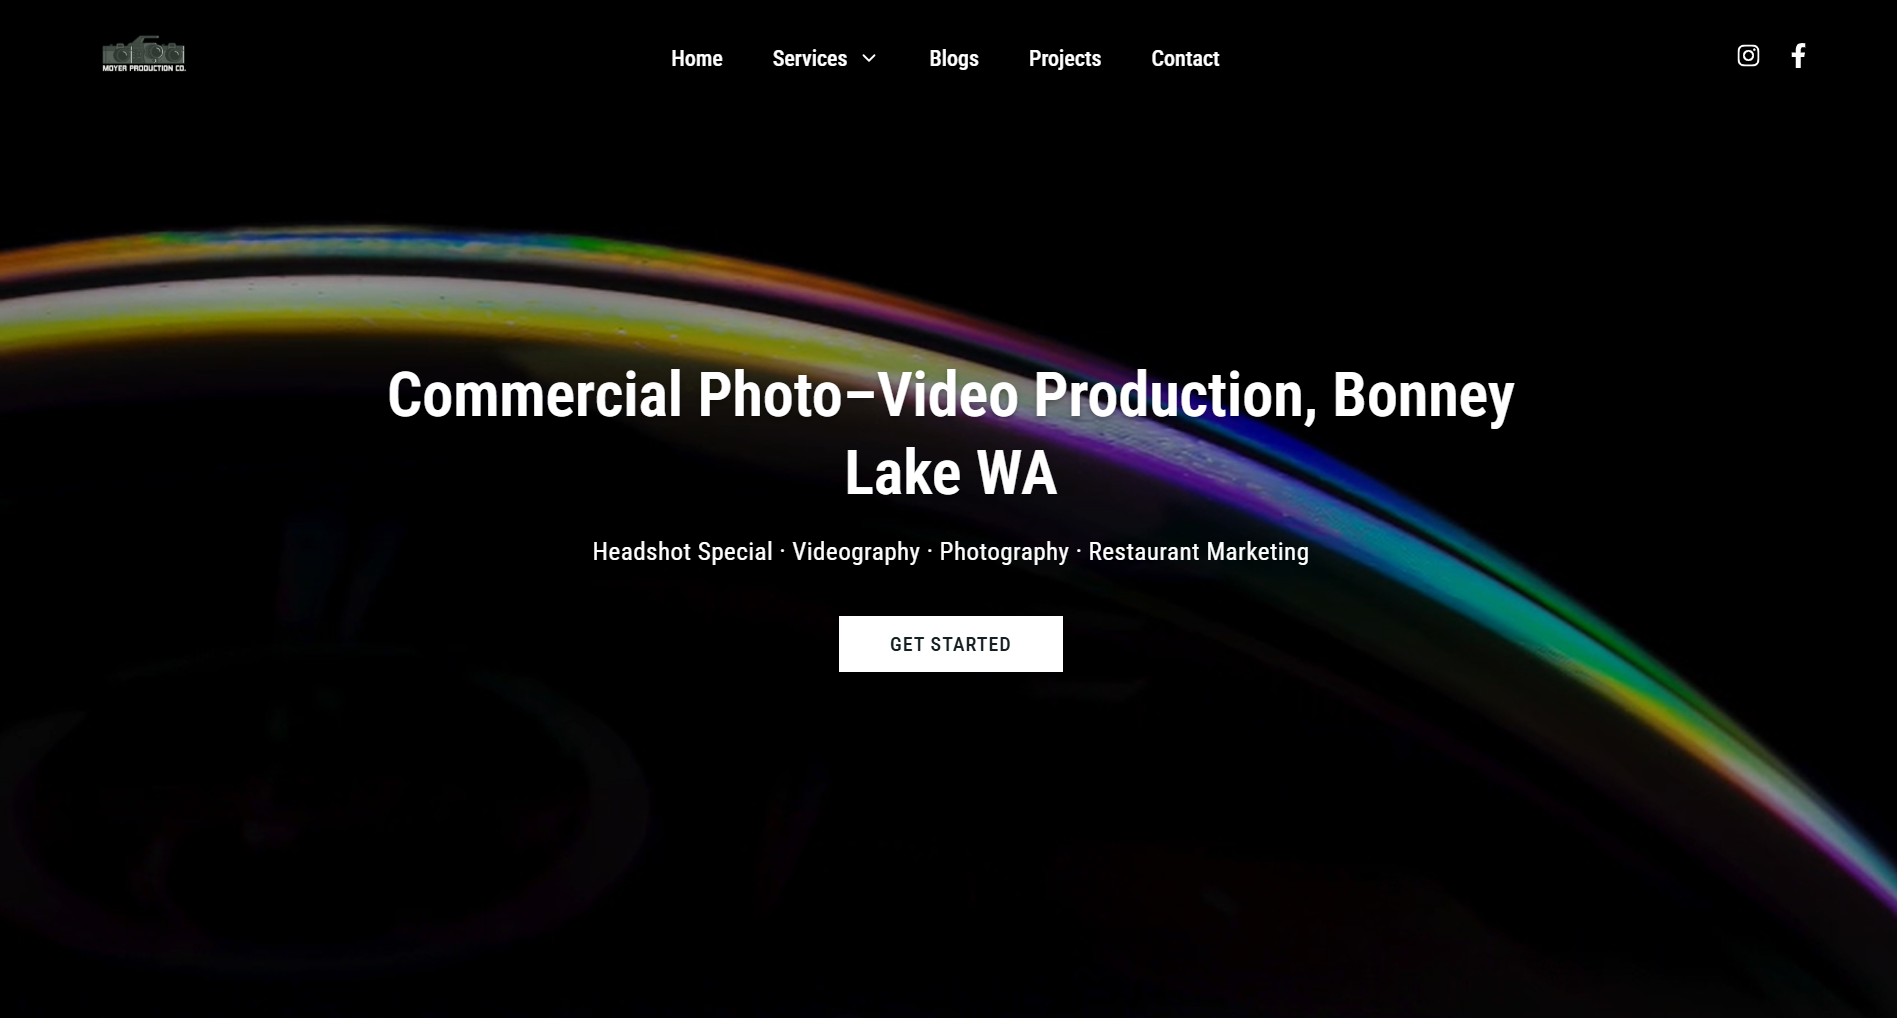 MOYER PRODUCTION CO.
Home Services Blogs Projects Contact
Commercial Photo–Video Production, Bonney
Lake WA
Headshot Special · Videography · Photography · Restaurant Marketing
GET STARTED